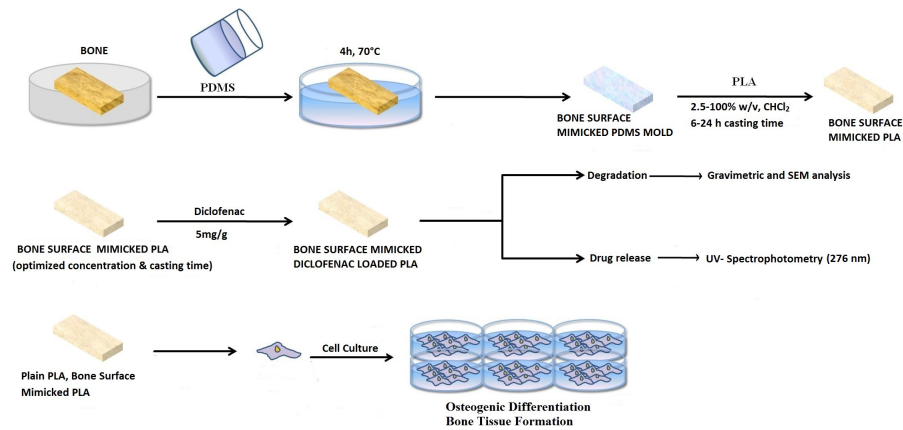 BONE
PDMS
4h, 70°C
BONE SURFACE
MIMICKED PDMS MOLD
PLA
2.5-100% w/v, CHCl2
6-24 h casting time
BONE SURFACE
MIMICKED PLA
BONE SURFACE MIMICKED PLA
(optimized concentration & casting time)
Diclofenac
5mg/g
BONE SURFACE MIMICKED
DICLOFENAC LOADED PLA
Degradation
Gravimetric and SEM analysis
Drug release
UV- Spectrophotometry (276 nm)
Plain PLA, Bone Surface
Mimicked PLA
Cell Culture
Osteogenic Differentiation
Bone Tissue Formation